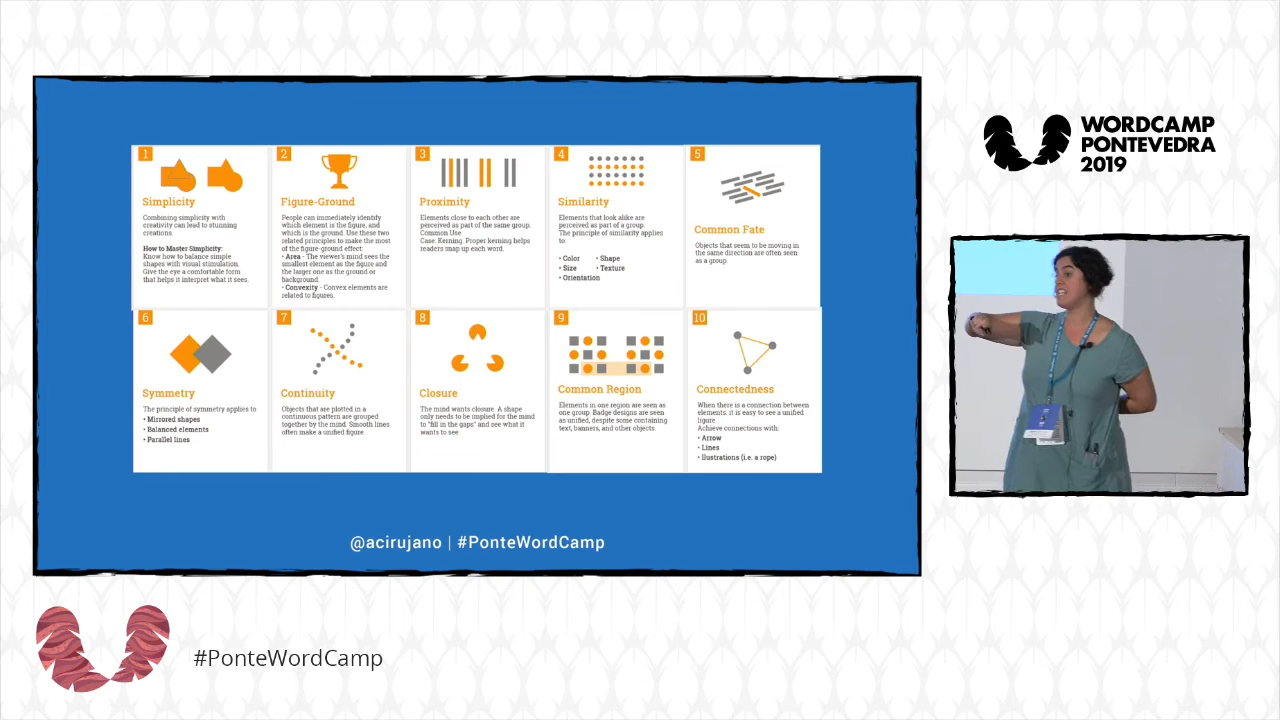 WORDCAMP
PONTEVEDRA
2019
1
Simplicity
Combining simplicity with
creativity can lead to stunning
creations.
How to Master Simplicity:
Know how to balance simple
shapes with visual stimulation.
Give the eye a comfortable form
that helps it interpret what it sees.
2
Figure-Ground
People can immediately identify
which element is the figure, and
which is the ground. Use these two
related principles to make the most
of the figure-ground effect:
• Area - The viewer's mind sees the
smallest element as the figure and
the larger one as the ground or
background.
• Convexity - Convex elements are
related to figures.
3
Proximity
Elements close to each other are
perceived as part of the same group.
Common Use
Case: Kerning: Proper kerning helps
readers snap up each word.
4
Similarity
Elements that look alike are
perceived as part of a group.
The principle of similarity applies
to:
• Color • Shape
• Size • Texture
• Orientation
5
Common Fate
Objects that seem to be moving in
the same direction are often seen
as a group.
6
Symmetry
The principle of symmetry applies to
• Mirrored shapes
• Balanced elements
• Parallel lines
7
Continuity
Objects that are plotted in a
continuous pattern are grouped
together by the mind. Smooth lines
often make a unified figure.
8
Closure
The mind wants closure. A shape
only needs to be implied for the mind
to "fill in the gaps" and see what it
wants to see
9
Common Region
Elements in one region are seen as
one group. Badge designs are seen
as unified, despite some containing
text, banners, and other objects.
10
Connectedness
When there is a connection between
elements, it is easy to see a unified
figure.
Achieve connections with:
• Arrow
• Lines
• Ilustrations (i.e. a rope)
@acirujano | #PonteWordCamp
#PonteWordCamp